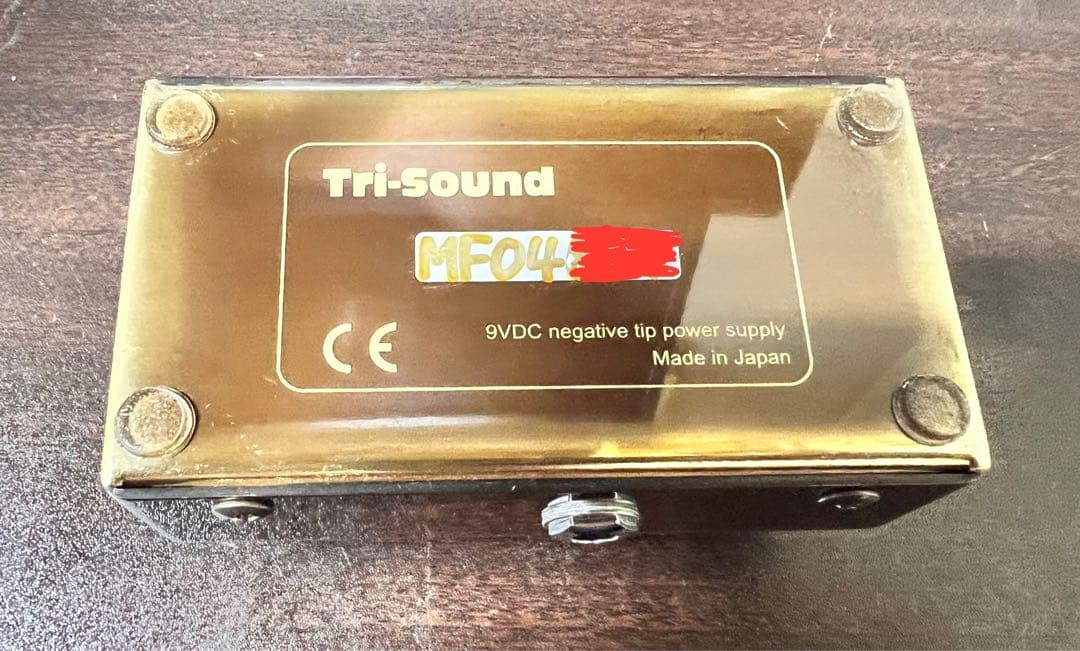 Tri-Sound
MF04
CE
9VDC negative tip power supply
Made in Japan